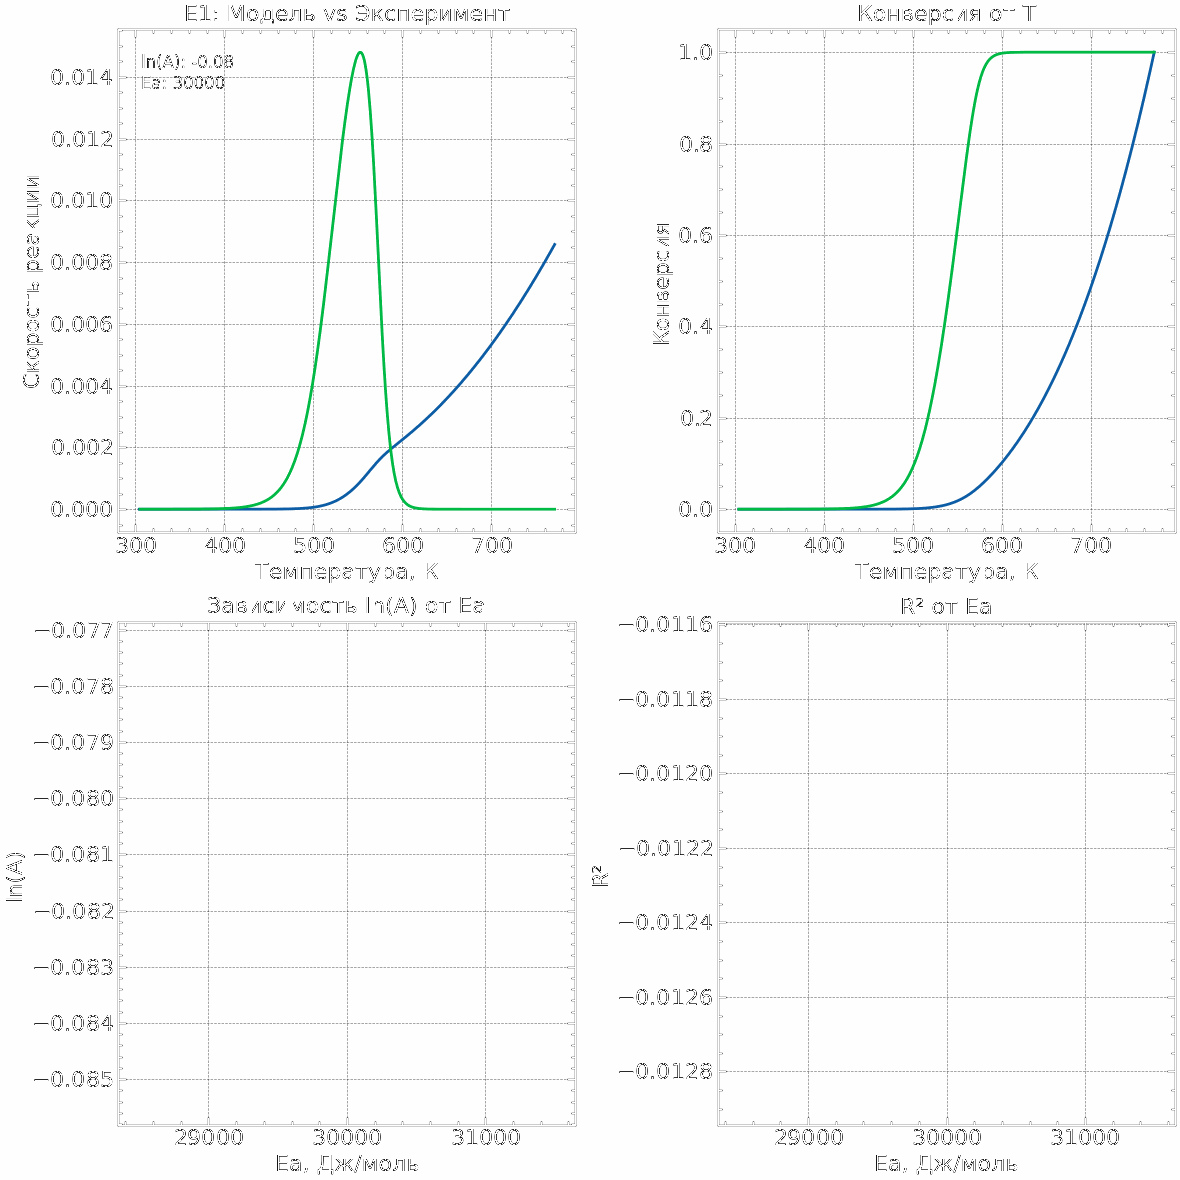 E1: Модель vs Эксперимент
ln(A): -0.08
Ea: 30000
Скорость реакции
0.014
0.012
0.010
0.008
0.006
0.004
0.002
0.000
300 400 500 600 700
Температура, K
Конверсия от T
Конверсия
1.0
0.8
0.6
0.4
0.2
0.0
300 400 500 600 700
Температура, K
Зависимость ln(A) от Ea
ln(A)
−0.077
−0.078
−0.079
−0.080
−0.081
−0.082
−0.083
−0.084
−0.085
29000 30000 31000
Ea, Дж/моль
R² от Ea
R²
−0.0116
−0.0118
−0.0120
−0.0122
−0.0124
−0.0126
−0.0128
29000 30000 31000
Ea, Дж/моль